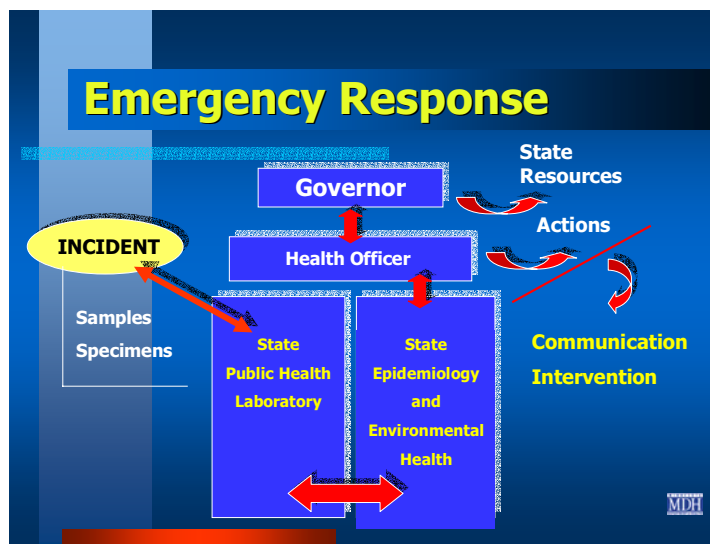 Emergency Response
State
Resources
Governor
Actions
INCIDENT
Health Officer
Samples
Specimens
State
Public Health
Laboratory
State
Epidemiology
and
Environmental
Health
Communication
Intervention
MDH